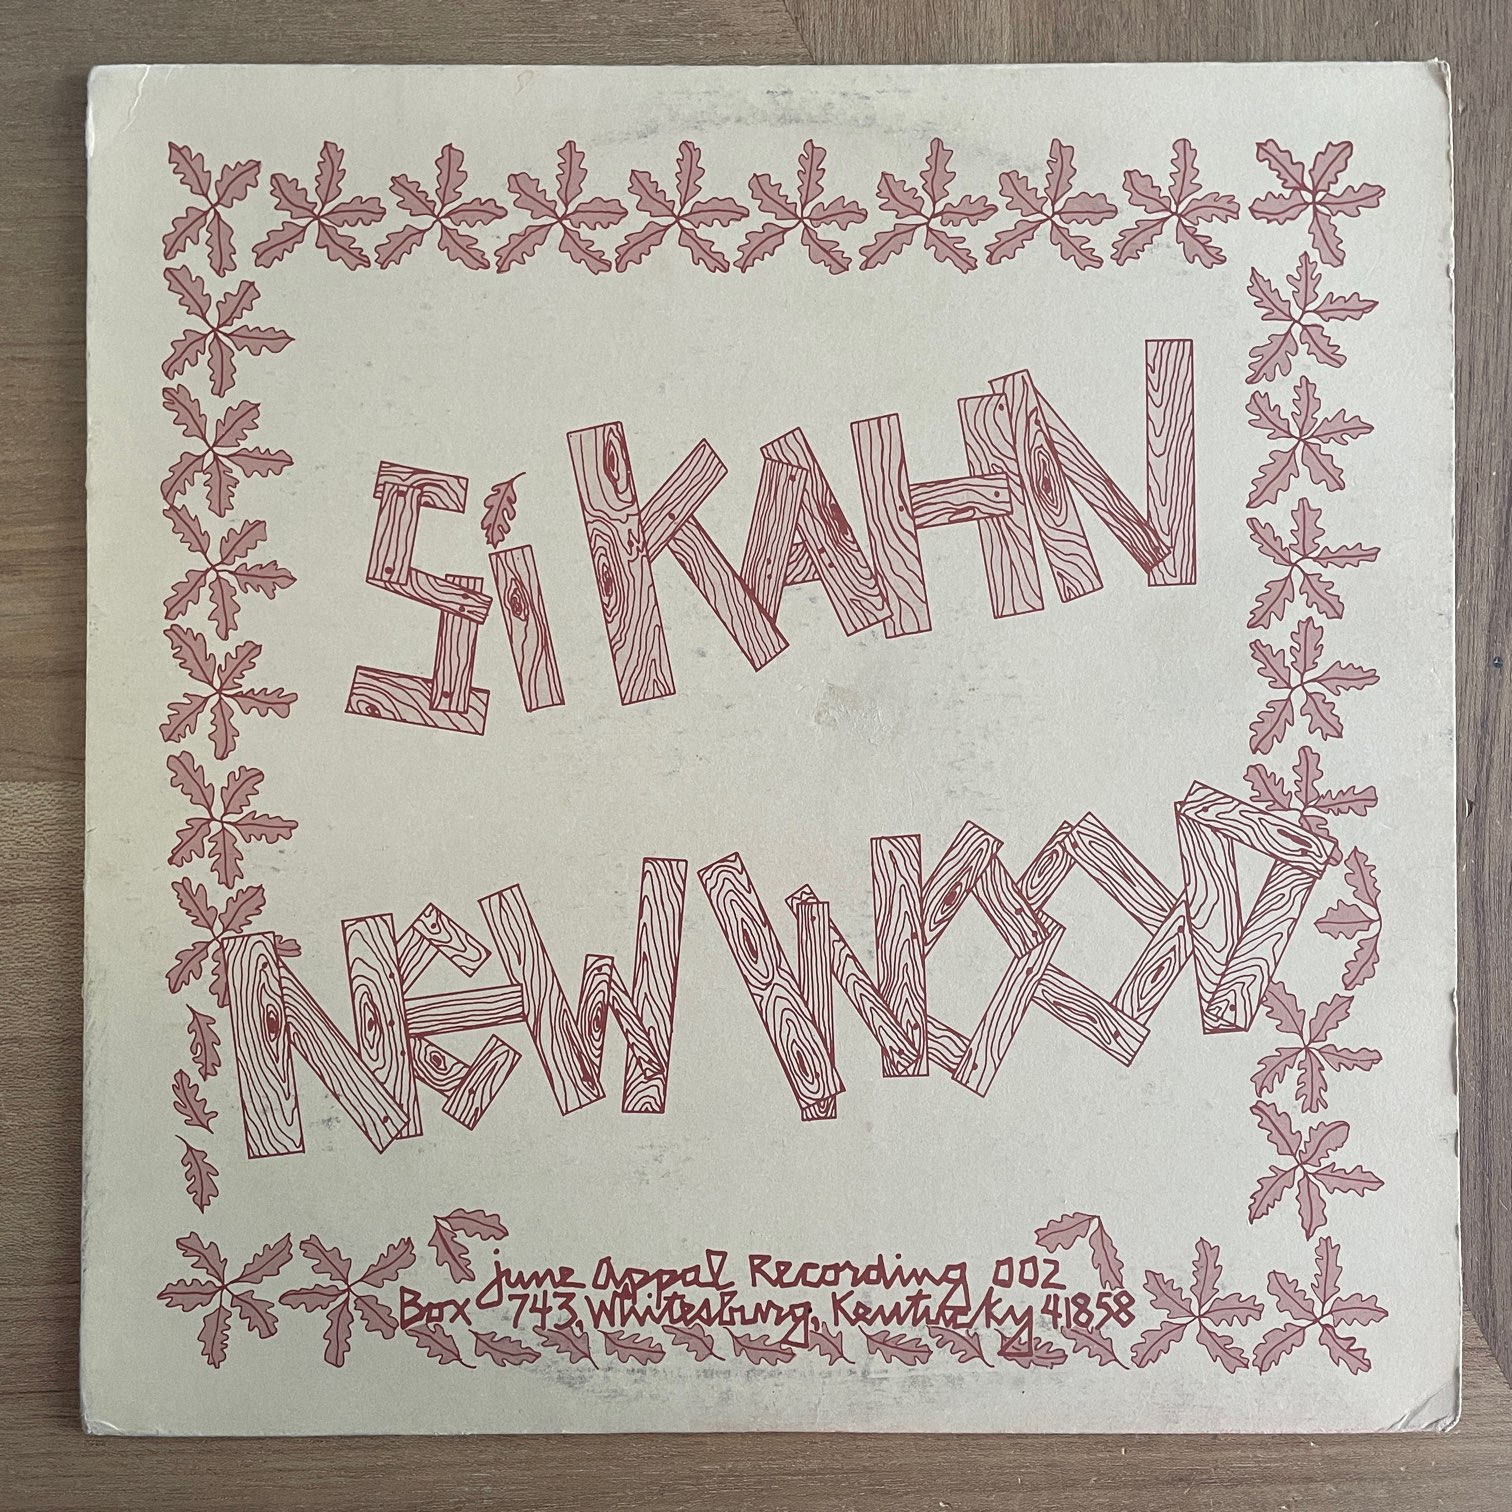 Si KAHN
NEW WOOD
june Appal Recording 002
Box 743, Whitesburg, Kentucky 41858